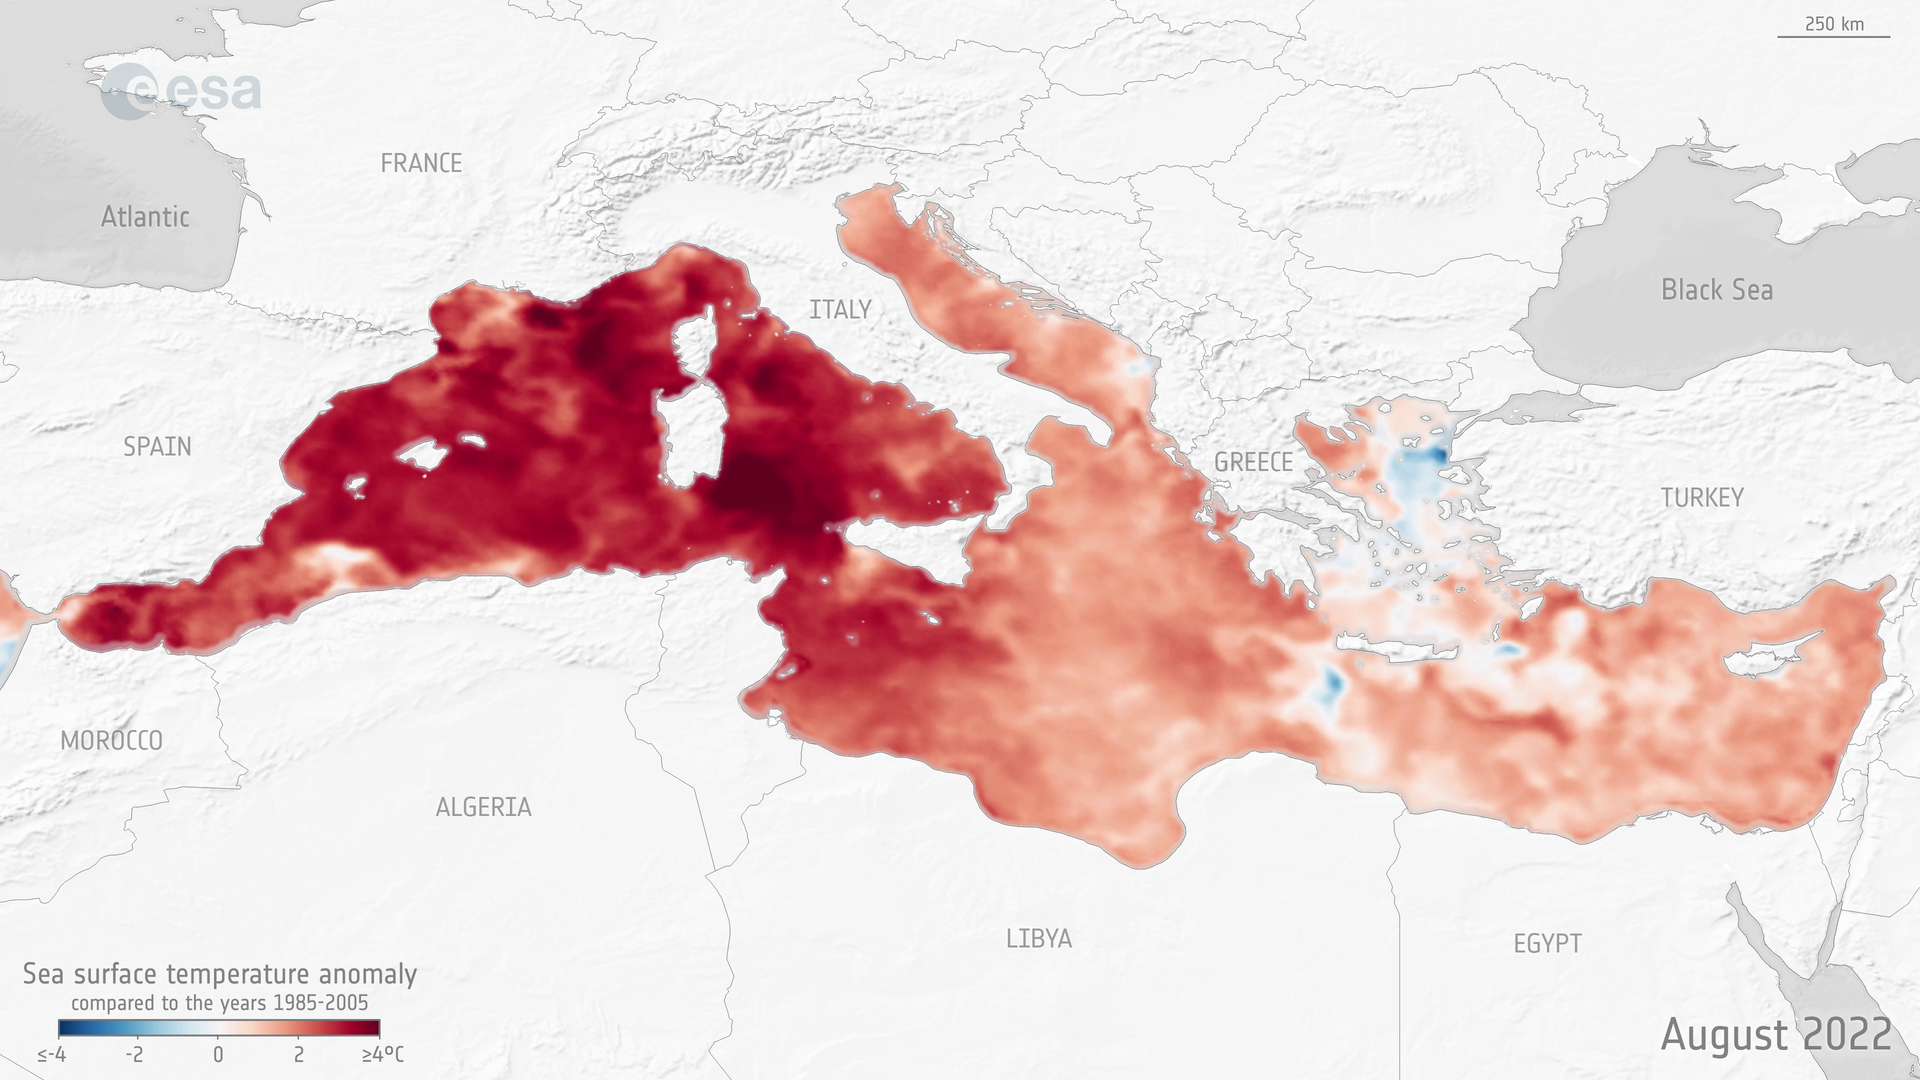 250 km
esa
FRANCE
Atlantic
Black Sea
ITALY
SPAIN
GREECE
TURKEY
MOROCCO
ALGERIA
LIBYA
EGYPT
Sea surface temperature anomaly
compared to the years 1985-2005
≤-4 -2 0 2 ≥4ºC
August 2022